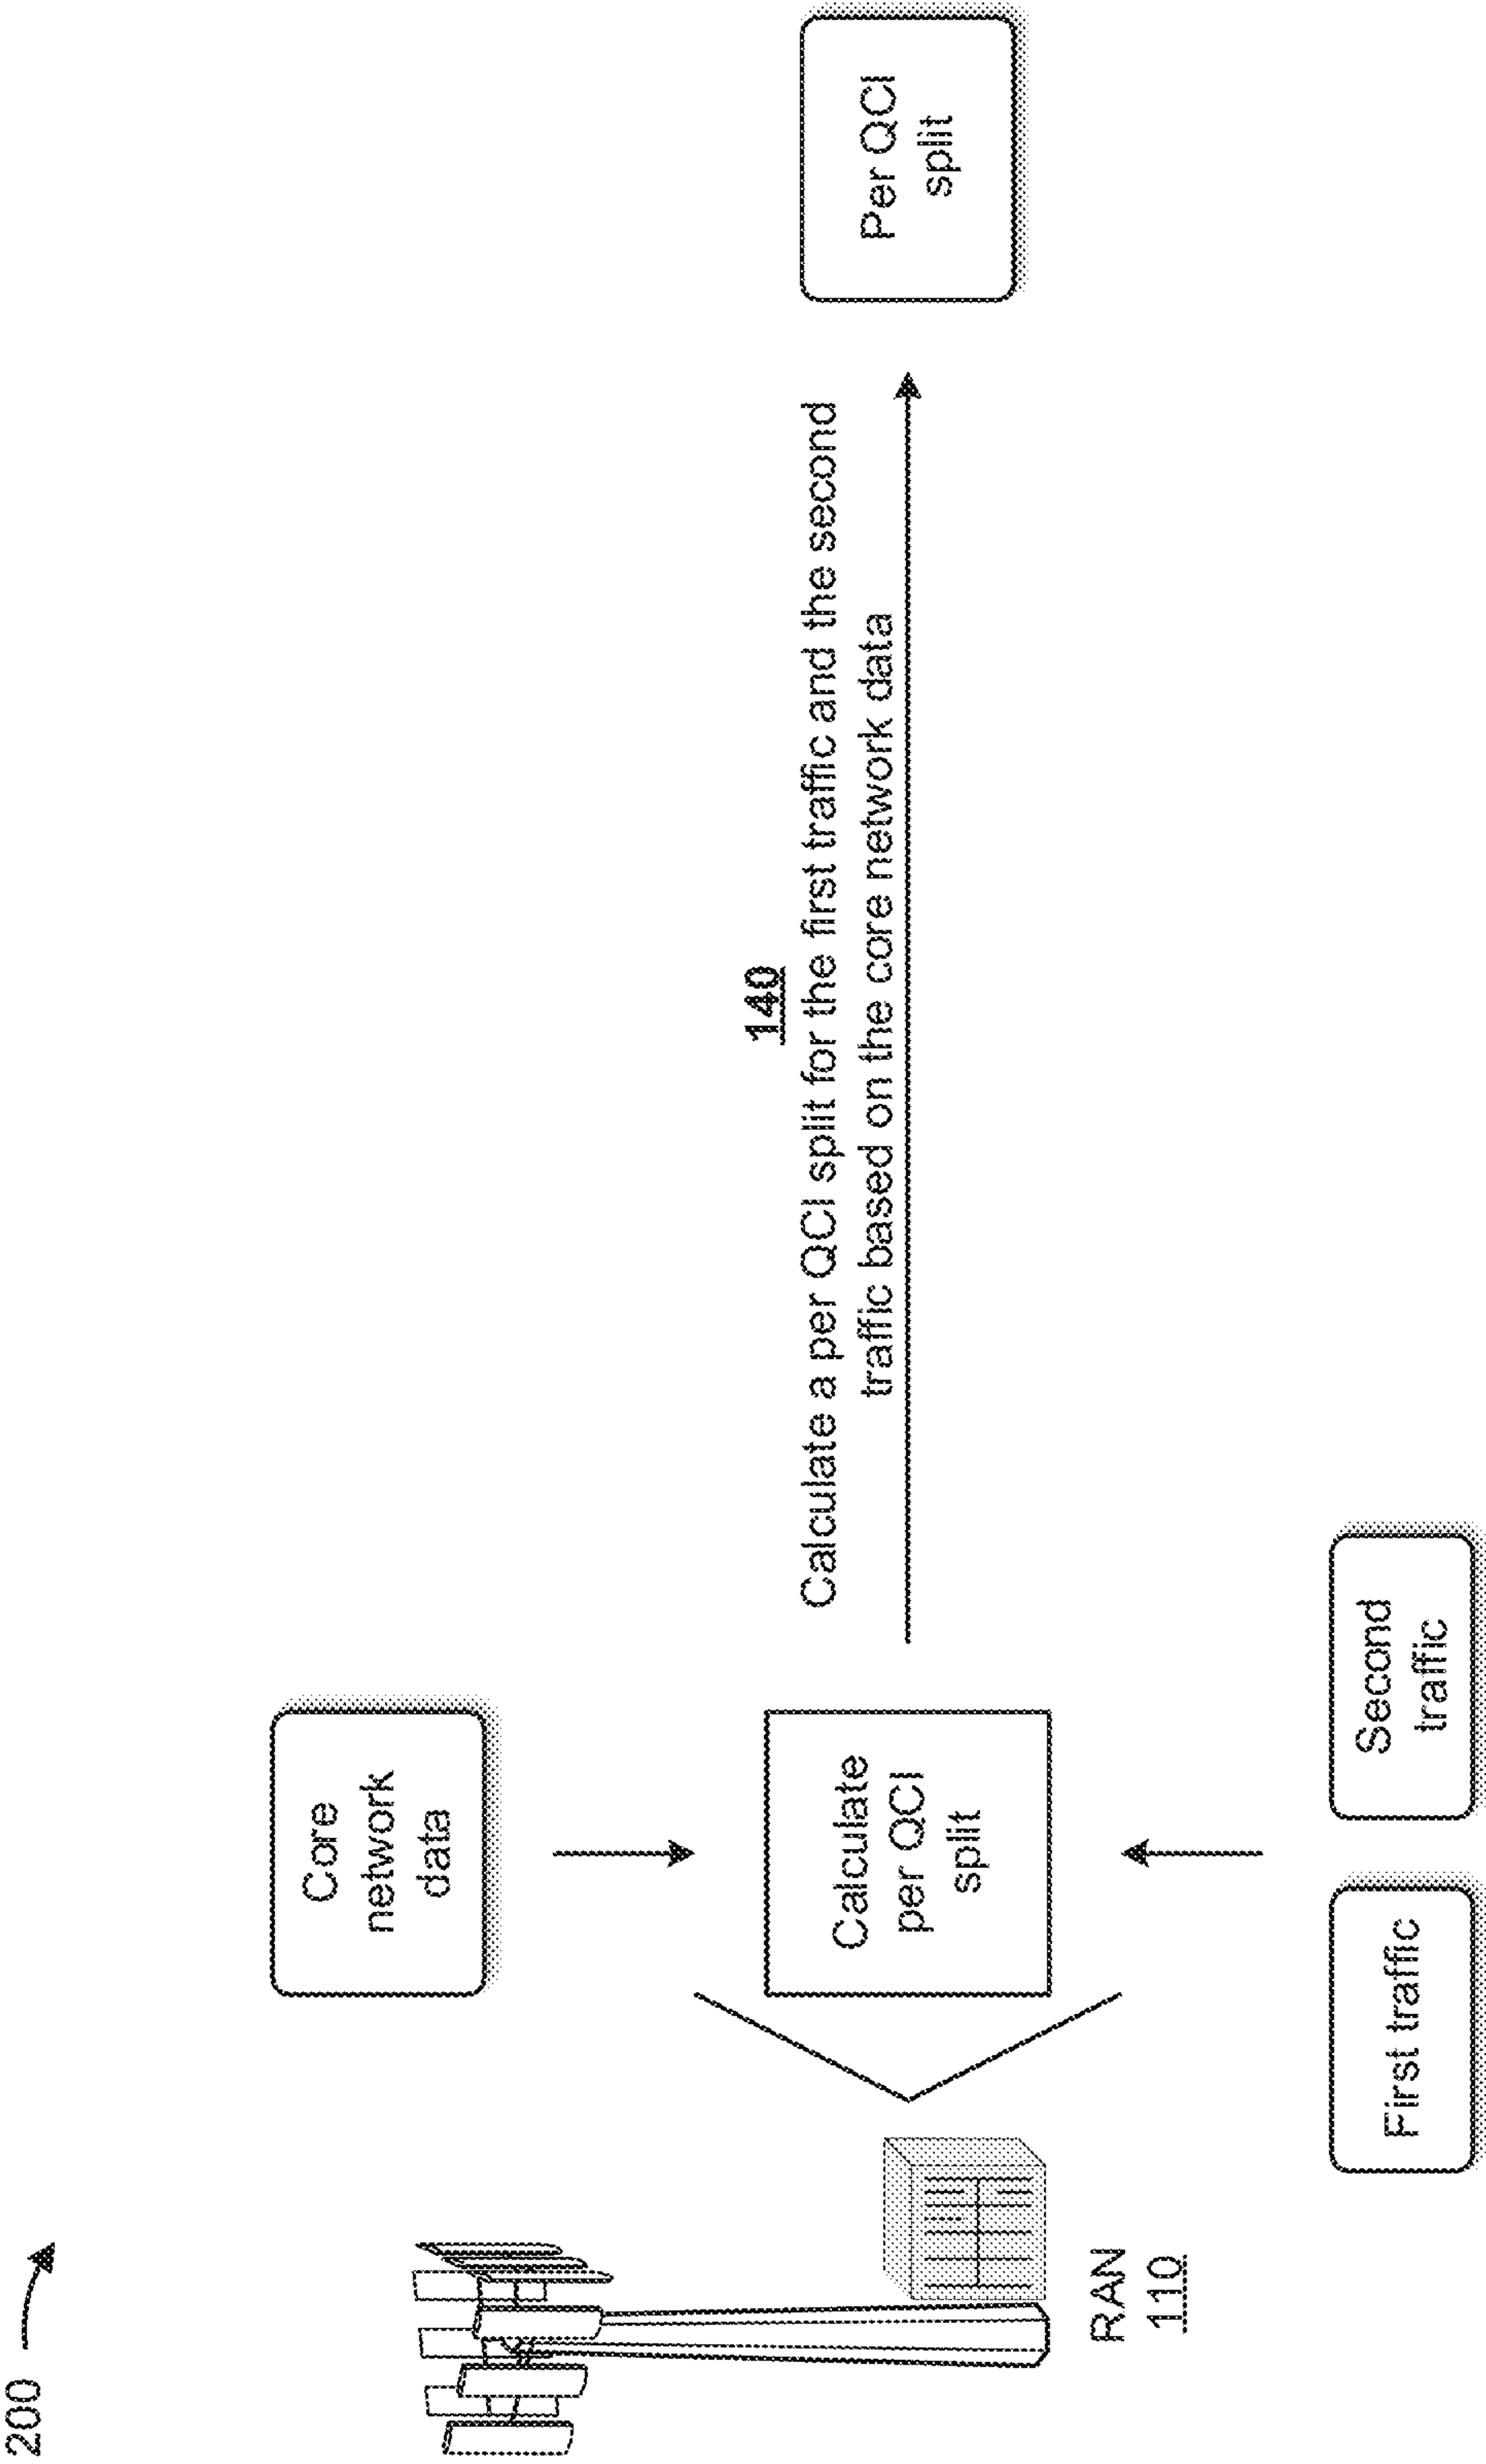 200
Core
network
data
140
Calculate a per QCI split for the first traffic and the second
traffic based on the core network data
Calculate
per QCI
split
Per QCI
split
RAN
110
First traffic
Second
traffic